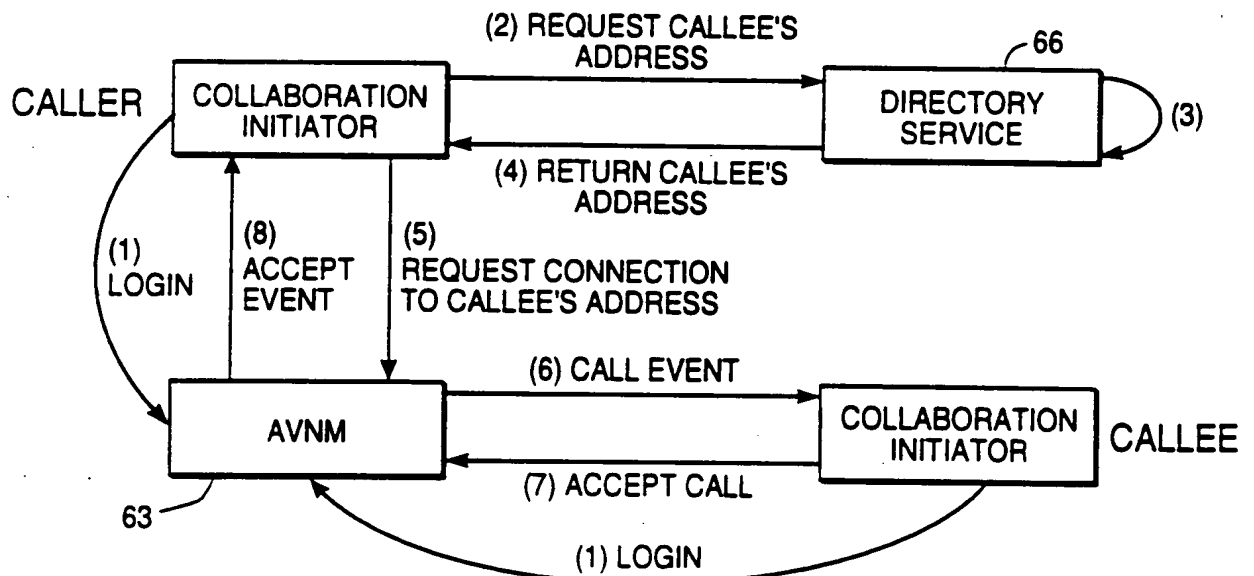 (2) REQUEST CALLEE'S
ADDRESS
66
CALLER
COLLABORATION
INITIATOR
DIRECTORY
SERVICE
(3)
(4) RETURN CALLEE'S
ADDRESS
(1)
LOGIN
(8)
ACCEPT
EVENT
(5)
REQUEST CONNECTION
TO CALLEE'S ADDRESS
(6) CALL EVENT
AVNM
COLLABORATION
INITIATOR
CALLEE
(7) ACCEPT CALL
63
(1) LOGIN